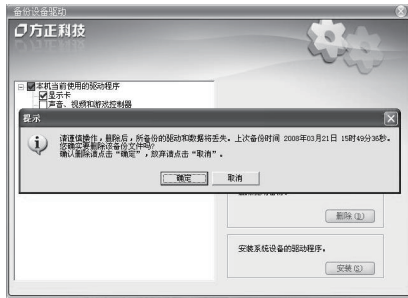 备份设备驱动
方正科技
本机当前使用的驱动程序
显示卡
声音、视频和游戏控制器
提示
请谨慎操作，删除后，所备份的驱动和数据将丢失。上次备份时间 2008年03月21日 15时49分36秒。
您确实要删除该备份文件吗?
确认删除请点击“确定”，放弃请点击“取消”。
确定
取消
删除(D)
安装系统设备的驱动程序。
安装(S)